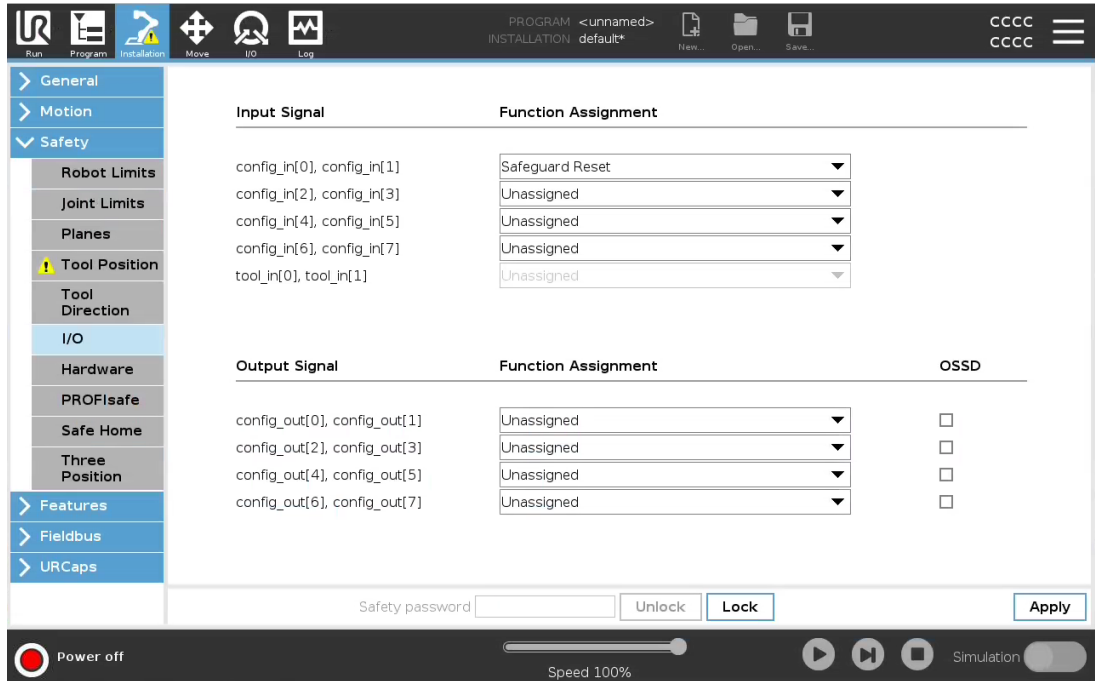 PROGRAM <unnamed>
INSTALLATION default*
CCCC
CCCC
Run Program Installation Move I/O Log New... Open... Save...
General
Motion
Safety
Robot Limits
Joint Limits
Planes
Tool Position
Tool
Direction
I/O
Hardware
PROFIsafe
Safe Home
Three
Position
Features
Fieldbus
URCaps
Input Signal Function Assignment
config_in[0], config_in[1] Safeguard Reset
config_in[2], config_in[3] Unassigned
config_in[4], config_in[5] Unassigned
config_in[6], config_in[7] Unassigned
tool_in[0], tool_in[1] Unassigned
Output Signal Function Assignment OSSD
config_out[0], config_out[1] Unassigned
config_out[2], config_out[3] Unassigned
config_out[4], config_out[5] Unassigned
config_out[6], config_out[7] Unassigned
Safety password Unlock Lock Apply
Power off
Speed 100%
Simulation